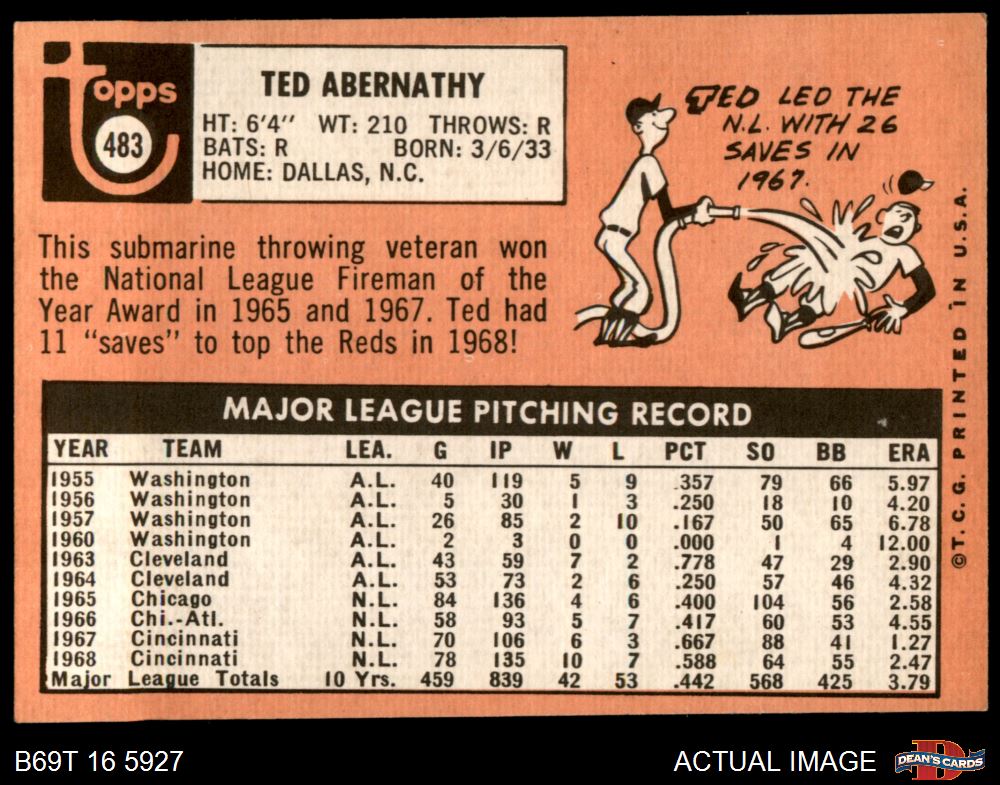 Topps
483
TED ABERNATHY
HT: 6'4" WT: 210 THROWS: R
BATS: R BORN: 3/6/33
HOME: DALLAS, N.C.
TED LED THE
N.L. WITH 26
SAVES IN
1967.
This submarine throwing veteran won
the National League Fireman of the
Year Award in 1965 and 1967. Ted had
11 "saves" to top the Reds in 1968!
MAJOR LEAGUE PITCHING RECORD
YEAR TEAM LEA. G IP W L PCT SO BB ERA
1955 Washington A.L. 40 119 5 9 .357 79 66 5.97
1956 Washington A.L. 5 30 1 3 .250 18 10 4.20
1957 Washington A.L. 26 85 2 10 .167 50 65 6.78
1960 Washington A.L. 2 3 0 0 .000 1 4 12.00
1963 Cleveland A.L. 43 59 7 2 .778 47 29 2.90
1964 Cleveland A.L. 53 73 2 6 .250 57 46 4.32
1965 Chicago N.L. 84 136 4 6 .400 104 56 2.58
1966 Chi.-Atl. N.L. 58 93 5 7 .417 60 53 4.55
1967 Cincinnati N.L. 70 106 6 3 .667 88 41 1.27
1968 Cincinnati N.L. 78 135 10 7 .588 64 55 2.47
Major League Totals 10 Yrs. 459 839 42 53 .442 568 425 3.79
©T.C.G. PRINTED IN U.S.A.
B69T 16 5927
ACTUAL IMAGE
DEAN'S CARDS